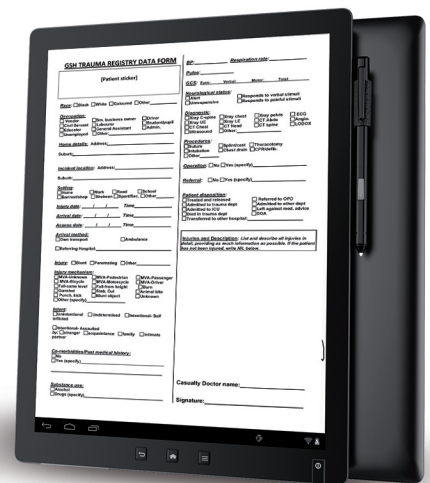 GSH TRAUMA REGISTRY DATA FORM
[Patient sticker]
Race: Black White Coloured Other
Occupation:
Vendor Sm. business owner Driver
Civil Servant Labourer Student/pupil
Educator General Assistant Admin.
Unemployed Other
Home details: Address:
Suburb:
Incident location: Address:
Suburb:
Setting:
Home Work Road School
Bar/nightshop Shebeen Sport/Rec. Other
Injury date: / / Time
Arrival date: / / Time
Assess date: / / Time
Arrival method:
Own transport Ambulance
Referring Hospital
Injury: Blunt Penetrating Other
Injury mechanism:
MVA-Unknown MVA-Pedestrian MVA-Passenger
MVA-Bicycle MVA-Motorcycle MVA-Driver
Fall-same level Fall-from height Burn
Gunshot Stab, Cut Animal bite
Punch, kick Blunt object Unknown
Other (specify)
Intent:
Unintentional Undetermined Intentional- Self
inflicted
Intentional- Assaulted
by: stranger acquaintance family intimate
partner
Co-morbidities/Past medical history:
No
Yes (specify)
Substance use:
Alcohol
Drugs (specify)
BP: Respiratory rate:
Pulse:
GCS: Eyes: Verbal: Motor: Total
Neurological status:
Alert Responds to verbal stimuli
Unresponsive Responds to painful stimuli
Diagnostic:
Xray C-spine Xray chest Xray pelvis ECG
Xray UE Xray LE CT Abdo Angio.
CT Chest CT Head CT spine LODOX
Ultrasound Other:
Procedures:
Suture Splint/cast Thoracotomy
Intubation Chest drain CPR/defib.
Other
Operation: No Yes (specify)
Referral: No Yes (specify)
Patient disposition:
Treated and released Referred to OPD
Admitted to trauma dept Admitted to other dept
Admitted to ICU Left against med. advice
Died in trauma dept DOA
Transferred to other hospital:
Injuries and Description: List and describe all injuries in
detail, providing as much information as possible. If the patient
has not been injured, write NIL below.
Casualty Doctor name:
Signature: